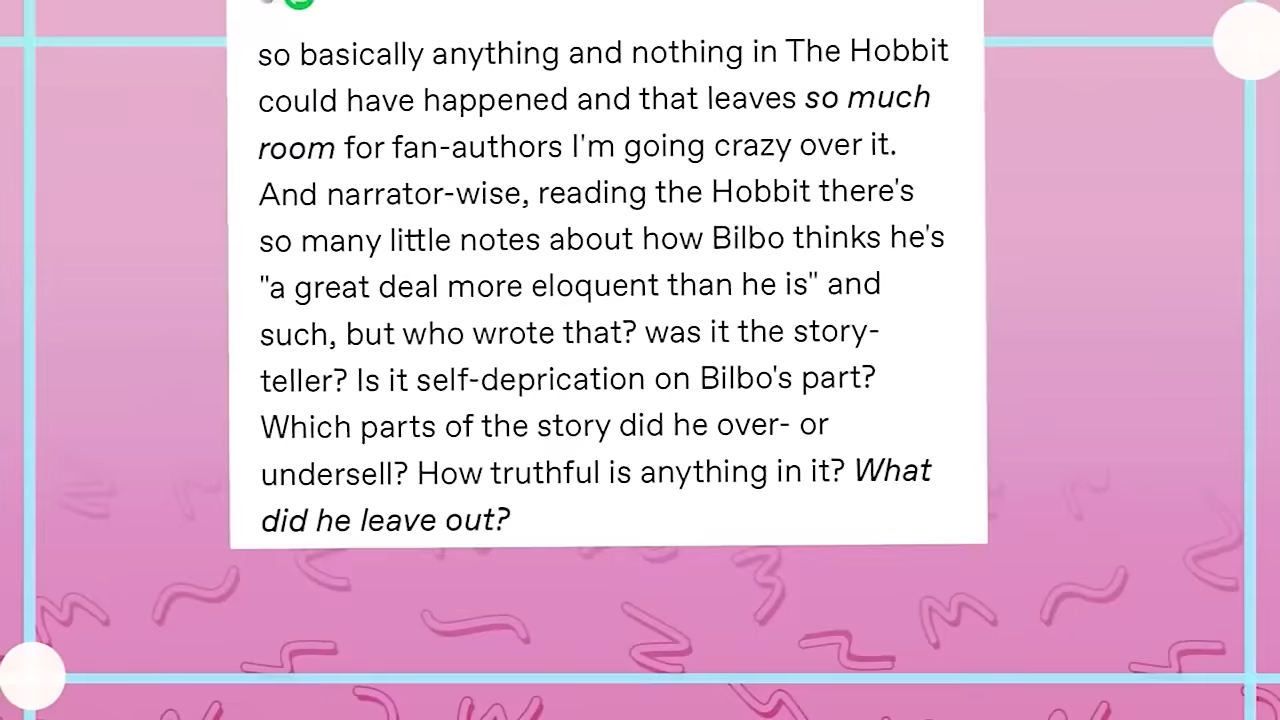 so basically anything and nothing in The Hobbit
could have happened and that leaves so much
room for fan-authors I'm going crazy over it.
And narrator-wise, reading the Hobbit there's
so many little notes about how Bilbo thinks he's
"a great deal more eloquent than he is" and
such, but who wrote that? was it the story-
teller? Is it self-deprication on Bilbo's part?
Which parts of the story did he over- or
undersell? How truthful is anything in it? What
did he leave out?